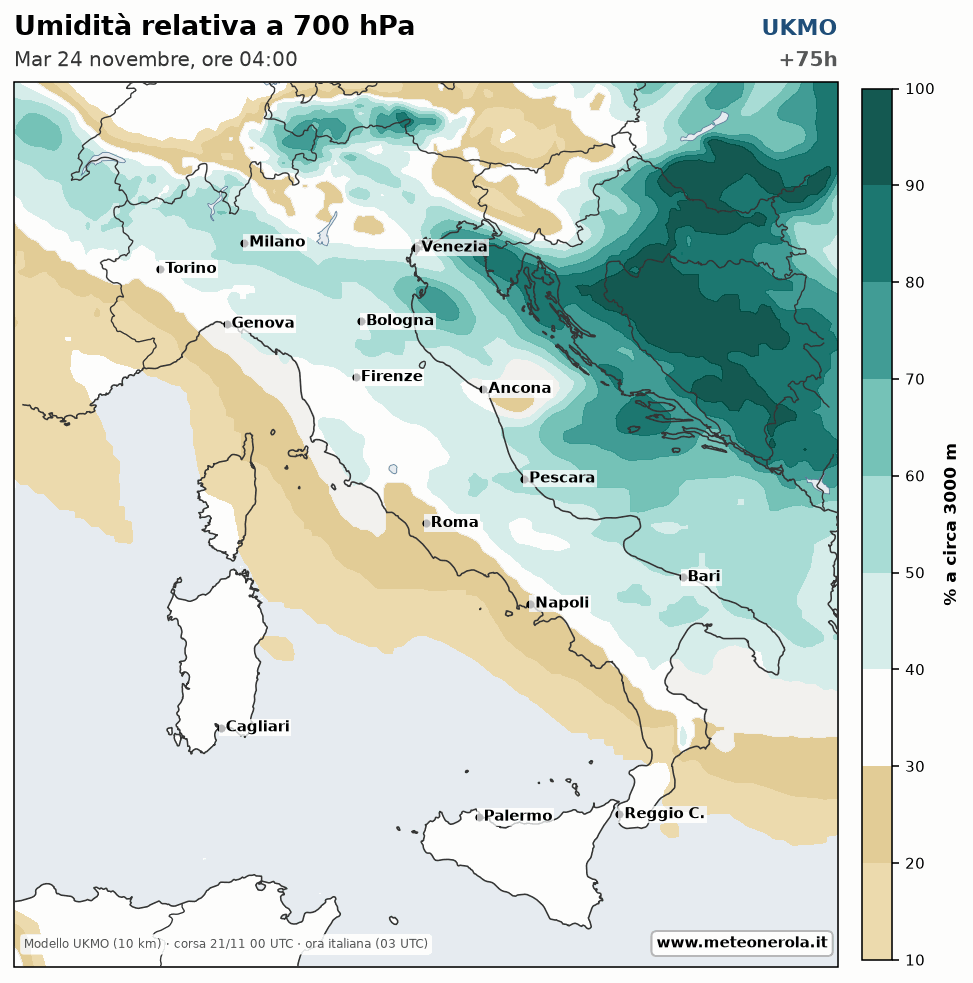 Umidità relativa a 700 hPa
UKMO
Mar 24 novembre, ore 04:00
+75h
100
90
80
70
60
50
40
30
20
10
% a circa 3000 m
Milano
Venezia
Torino
Genova
Bologna
Firenze
Ancona
Pescara
Roma
Bari
Napoli
Cagliari
Palermo
Reggio C.
Modello UKMO (10 km) · corsa 21/11 00 UTC · ora italiana (03 UTC)
www.meteonerola.it